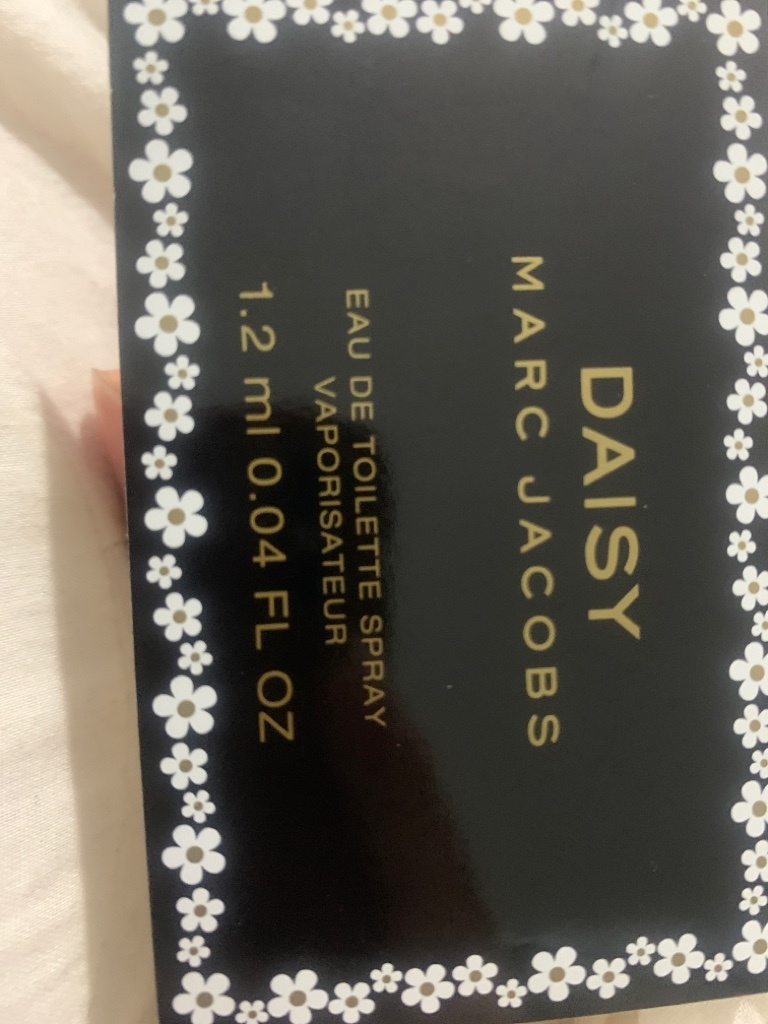 DAISY
MARC JACOBS
EAU DE TOILETTE SPRAY
VAPORISATEUR
1.2 ml 0.04 FL OZ